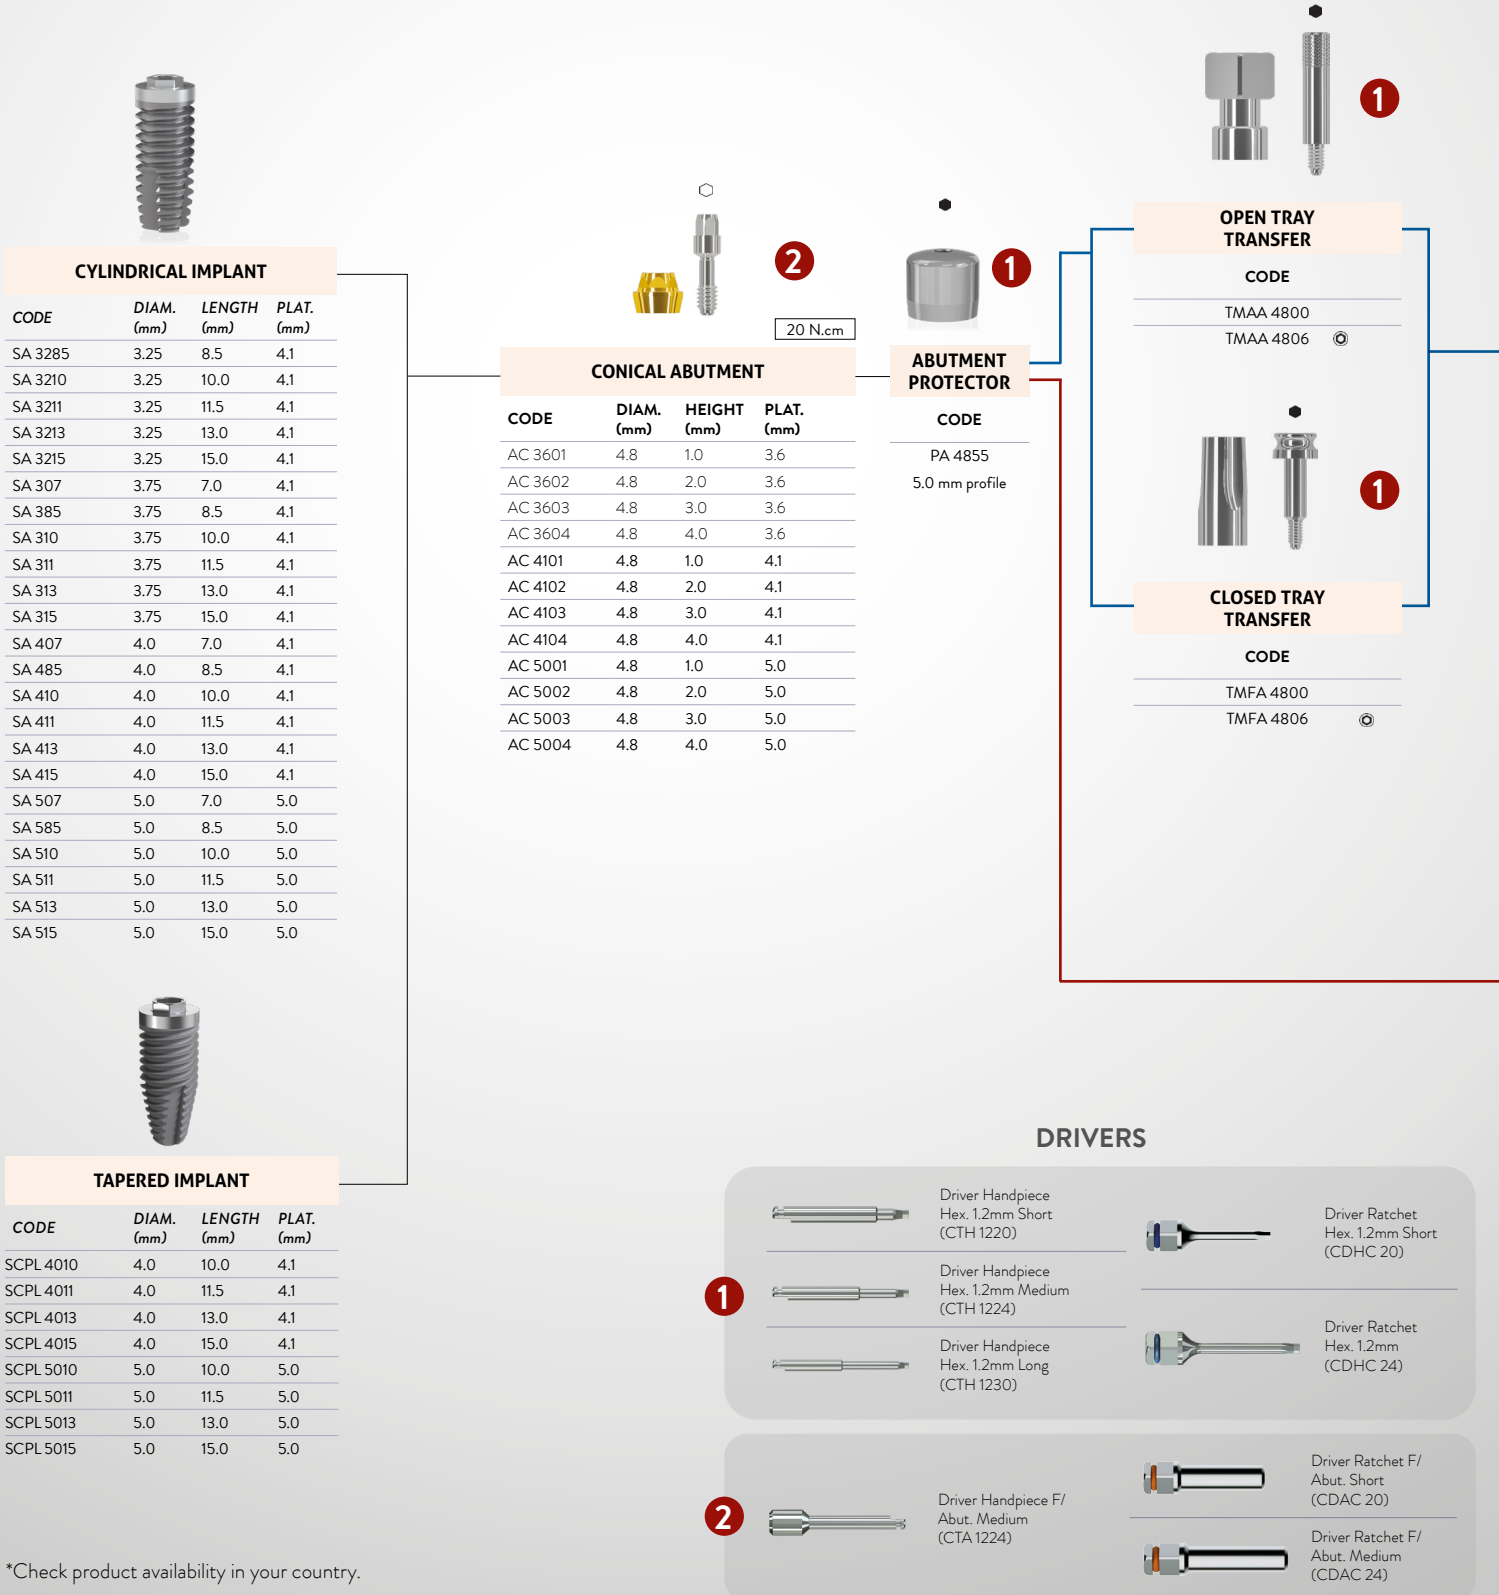 1
2
1
20 N.cm
CYLINDRICAL IMPLANT
CODE DIAM. (mm) LENGTH (mm) PLAT. (mm)
SA 3285 3.25 8.5 4.1
SA 3210 3.25 10.0 4.1
SA 3211 3.25 11.5 4.1
SA 3213 3.25 13.0 4.1
SA 3215 3.25 15.0 4.1
SA 307 3.75 7.0 4.1
SA 385 3.75 8.5 4.1
SA 310 3.75 10.0 4.1
SA 311 3.75 11.5 4.1
SA 313 3.75 13.0 4.1
SA 315 3.75 15.0 4.1
SA 407 4.0 7.0 4.1
SA 485 4.0 8.5 4.1
SA 410 4.0 10.0 4.1
SA 411 4.0 11.5 4.1
SA 413 4.0 13.0 4.1
SA 415 4.0 15.0 4.1
SA 507 5.0 7.0 5.0
SA 585 5.0 8.5 5.0
SA 510 5.0 10.0 5.0
SA 511 5.0 11.5 5.0
SA 513 5.0 13.0 5.0
SA 515 5.0 15.0 5.0
CONICAL ABUTMENT
CODE DIAM. (mm) HEIGHT (mm) PLAT. (mm)
AC 3601 4.8 1.0 3.6
AC 3602 4.8 2.0 3.6
AC 3603 4.8 3.0 3.6
AC 3604 4.8 4.0 3.6
AC 4101 4.8 1.0 4.1
AC 4102 4.8 2.0 4.1
AC 4103 4.8 3.0 4.1
AC 4104 4.8 4.0 4.1
AC 5001 4.8 1.0 5.0
AC 5002 4.8 2.0 5.0
AC 5003 4.8 3.0 5.0
AC 5004 4.8 4.0 5.0
ABUTMENT
PROTECTOR
CODE
PA 4855
5.0 mm profile
OPEN TRAY
TRANSFER
CODE
TMAA 4800
TMAA 4806
1
CLOSED TRAY
TRANSFER
CODE
TMFA 4800
TMFA 4806
TAPERED IMPLANT
CODE DIAM. (mm) LENGTH (mm) PLAT. (mm)
SCPL 4010 4.0 10.0 4.1
SCPL 4011 4.0 11.5 4.1
SCPL 4013 4.0 13.0 4.1
SCPL 4015 4.0 15.0 4.1
SCPL 5010 5.0 10.0 5.0
SCPL 5011 5.0 11.5 5.0
SCPL 5013 5.0 13.0 5.0
SCPL 5015 5.0 15.0 5.0
DRIVERS
1
Driver Handpiece
Hex. 1.2mm Short
(CTH 1220)
Driver Handpiece
Hex. 1.2mm Medium
(CTH 1224)
Driver Handpiece
Hex. 1.2mm Long
(CTH 1230)
Driver Ratchet
Hex. 1.2mm Short
(CDHC 20)
Driver Ratchet
Hex. 1.2mm
(CDHC 24)
2
Driver Handpiece F/
Abut. Medium
(CTA 1224)
Driver Ratchet F/
Abut. Short
(CDAC 20)
Driver Ratchet F/
Abut. Medium
(CDAC 24)
*Check product availability in your country.